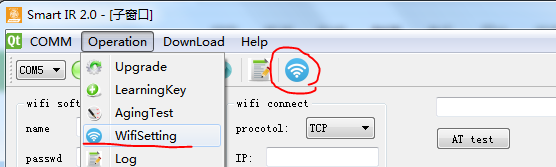 Smart IR 2.0 - [子窗口]
Qt COMM Operation DownLoad Help
COM5
Upgrade
LearningKey
AgingTest
WifiSetting
Log
wifi soft
name
passwd
wifi connect
procotol: TCP
IP:
AT test